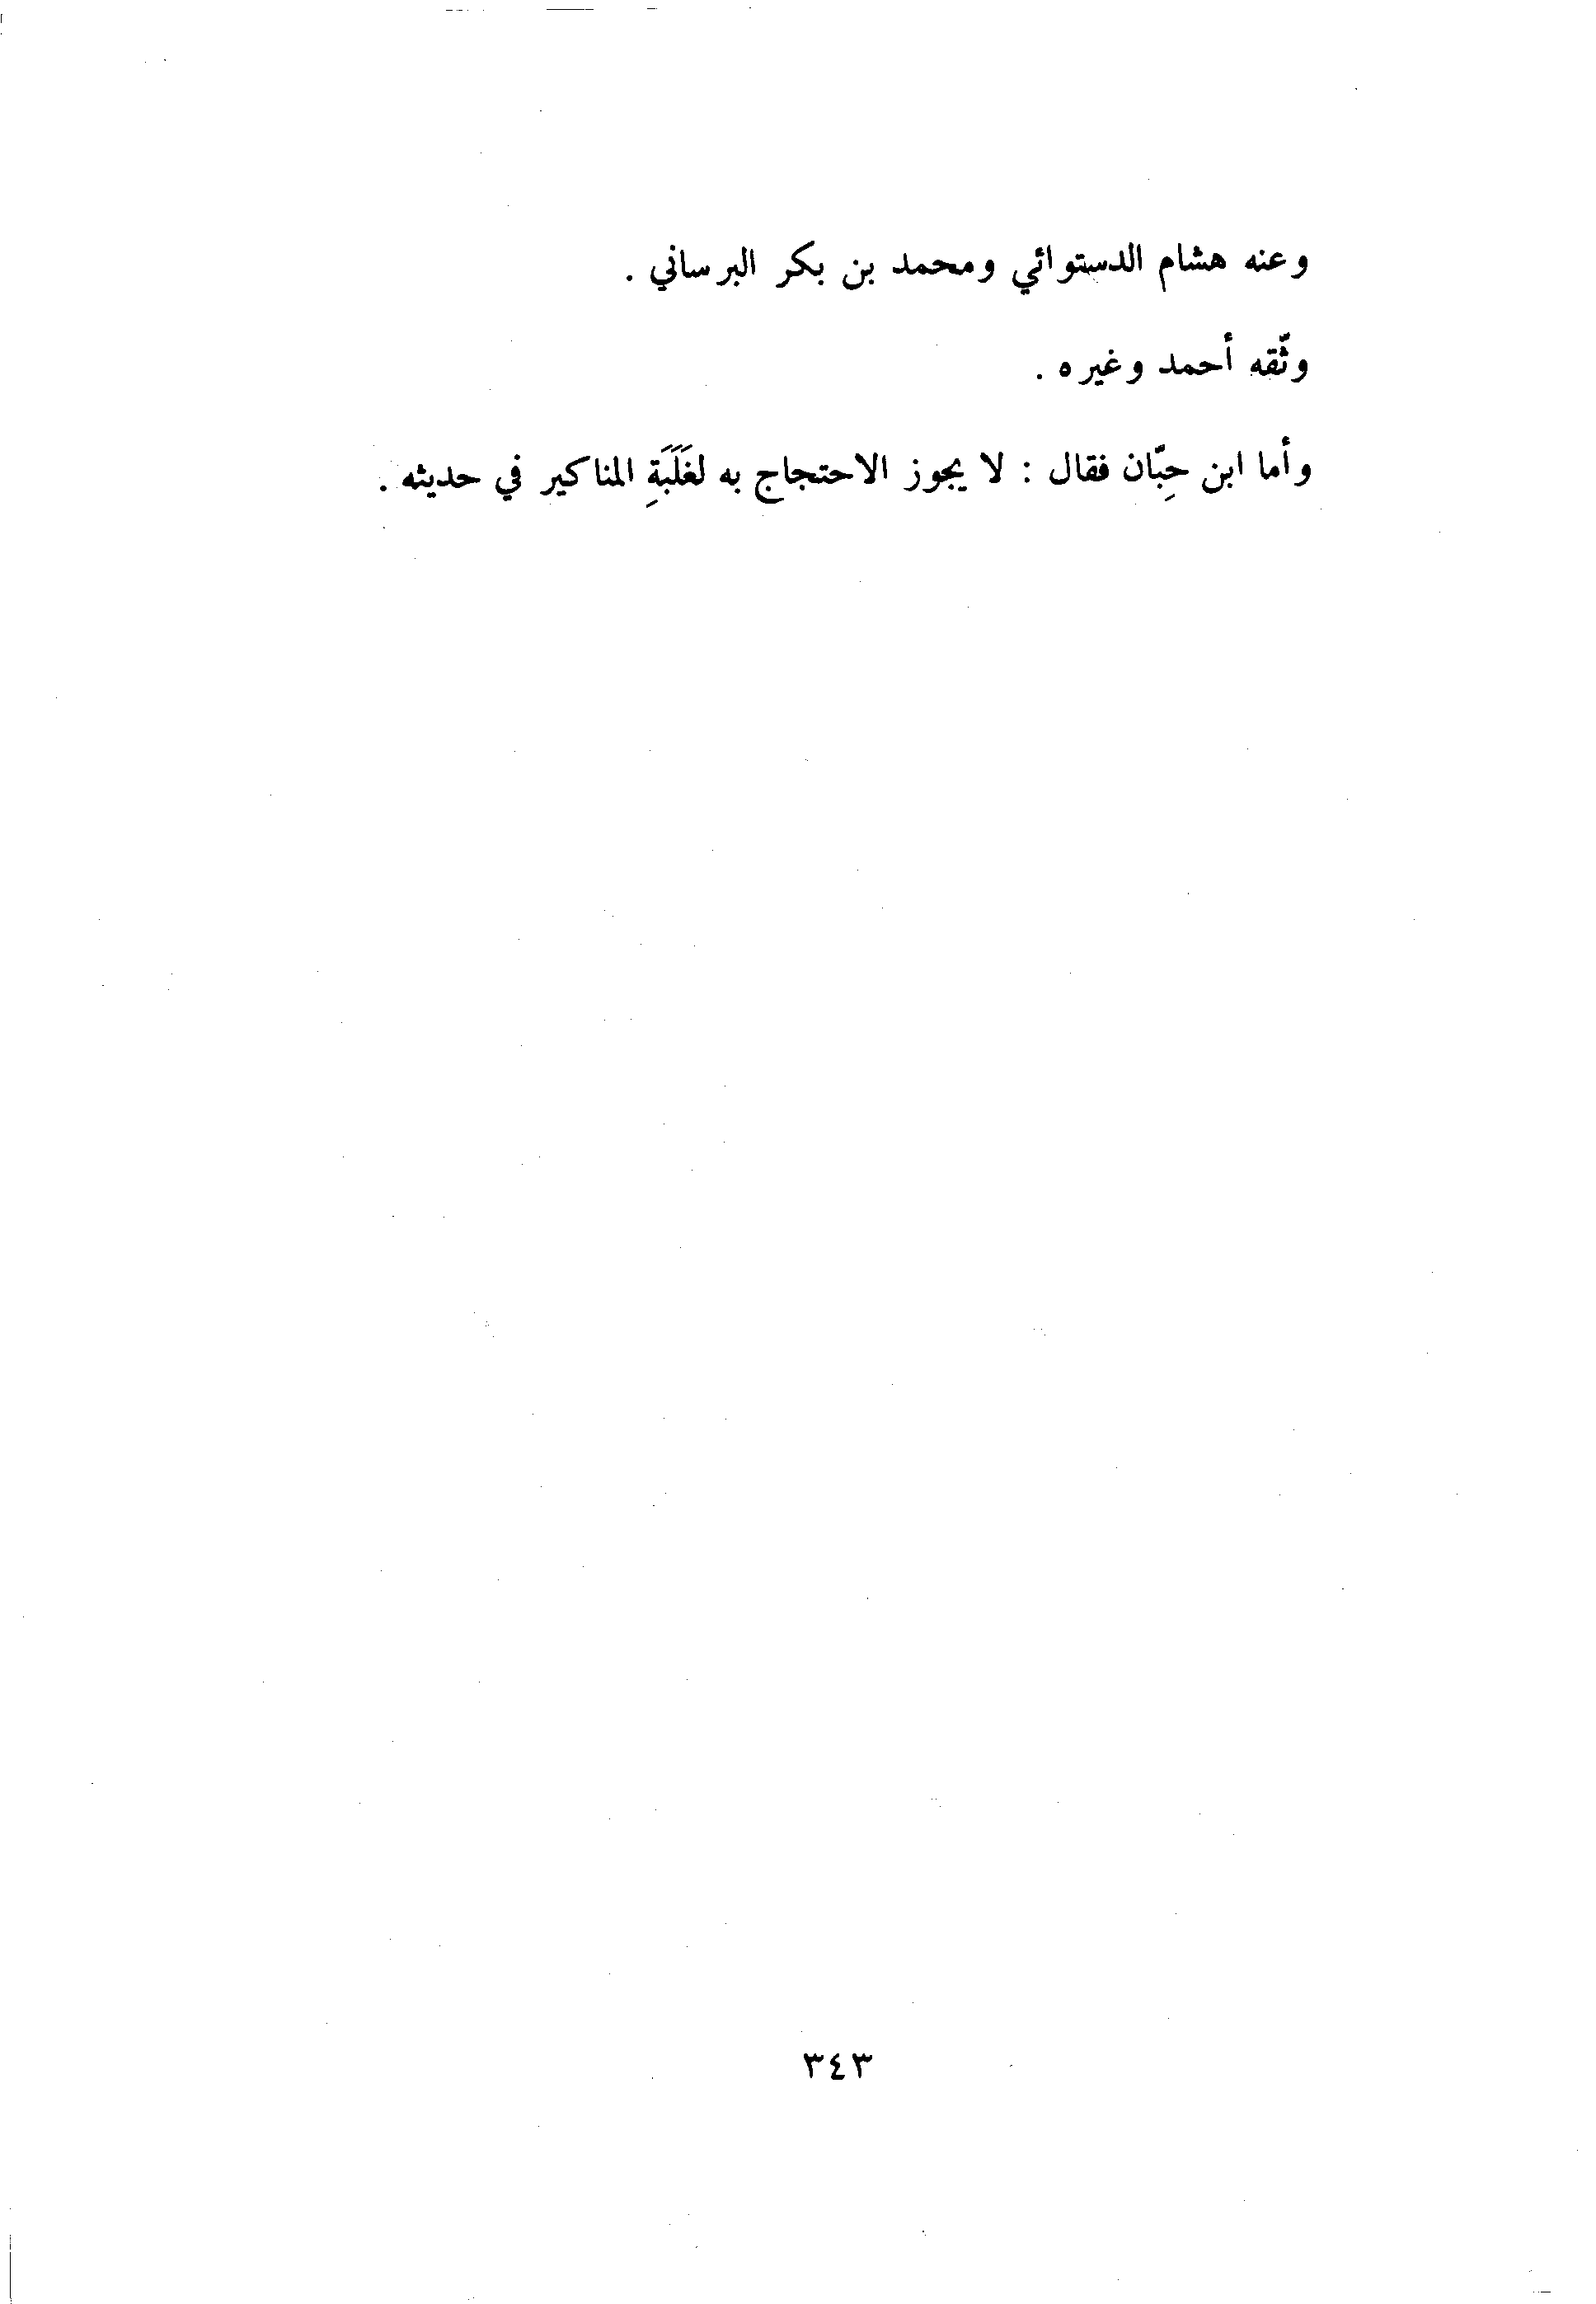 وعنه هشام الدستوائي ومحمد بن بكر البرساني .
وثّقه أحمد وغيره .
وأما ابن حِبّان فقال : لا يجوز الاحتجاج به لغَلَبَةِ المناكير في حديثه .
٣٤٣